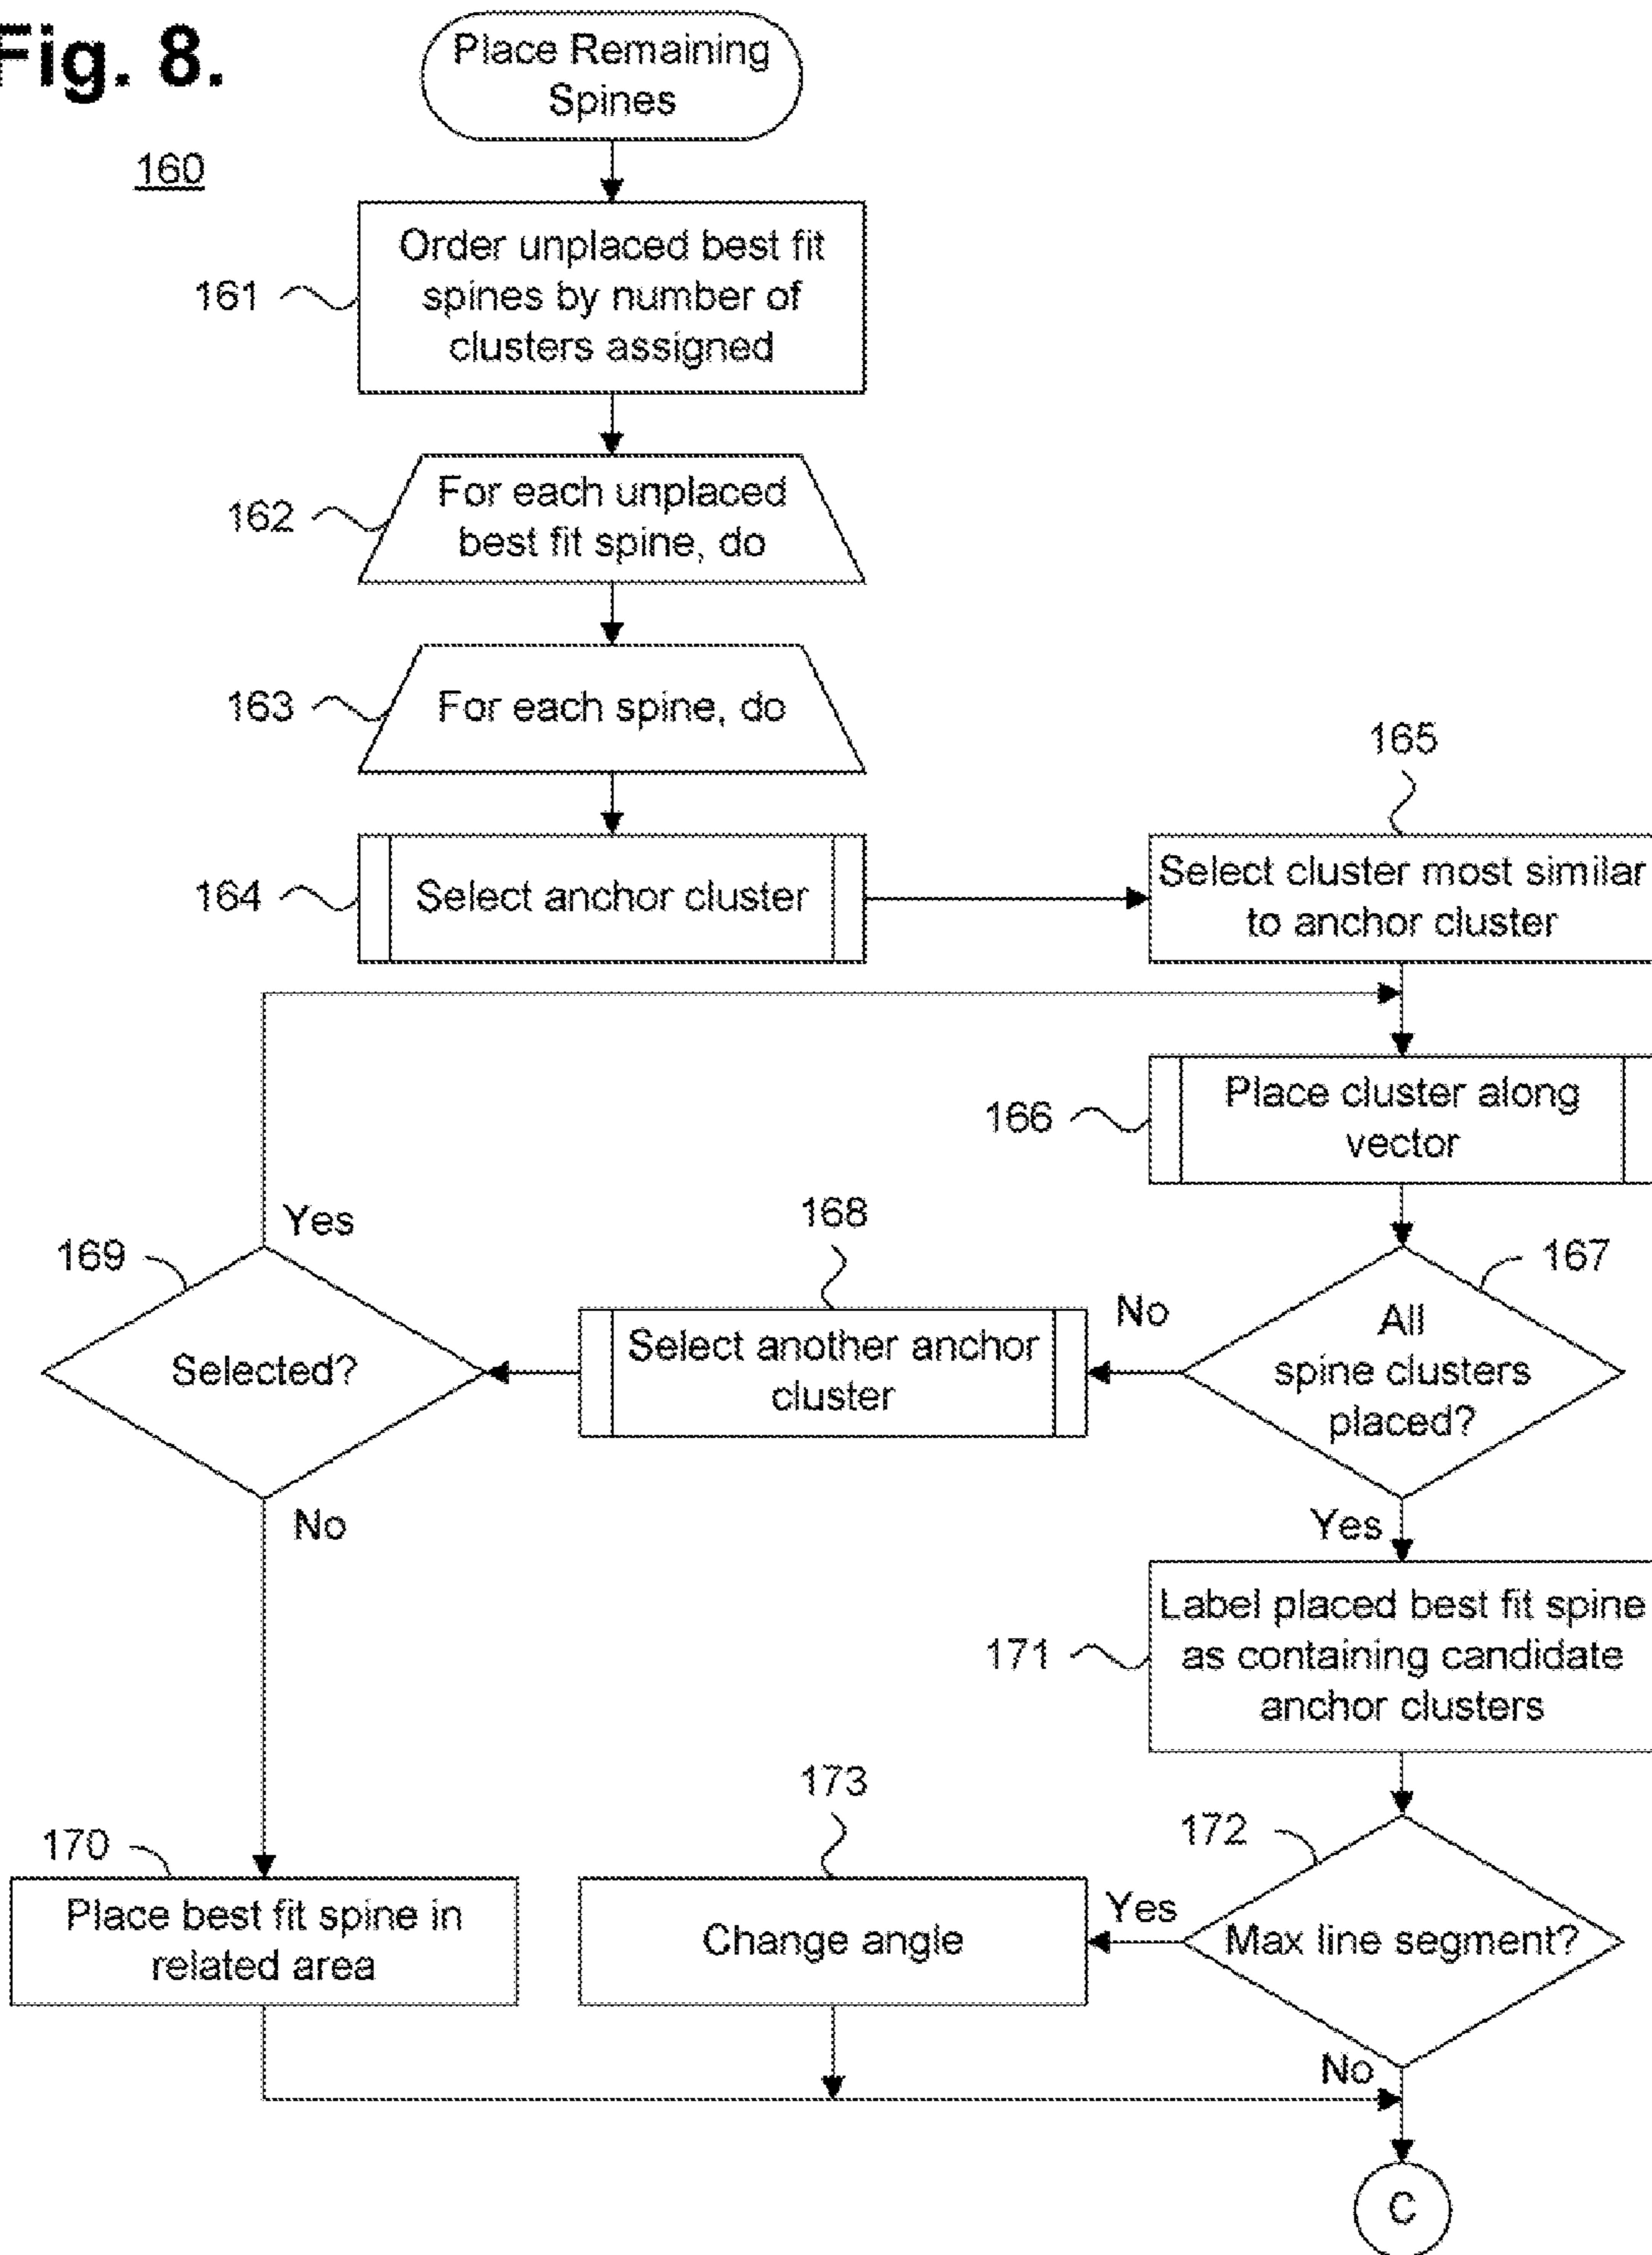 Fig. 8.
160
Place Remaining
Spines
161
Order unplaced best fit
spines by number of
clusters assigned
162
For each unplaced
best fit spine, do
163
For each spine, do
164
Select anchor cluster
165
Select cluster most similar
to anchor cluster
166
Place cluster along
vector
167
All
spine clusters
placed?
No
168
Select another anchor
cluster
169
Selected?
Yes
No
Yes
170
Place best fit spine in
related area
171
Label placed best fit spine
as containing candidate
anchor clusters
172
Max line segment?
Yes
173
Change angle
No
C